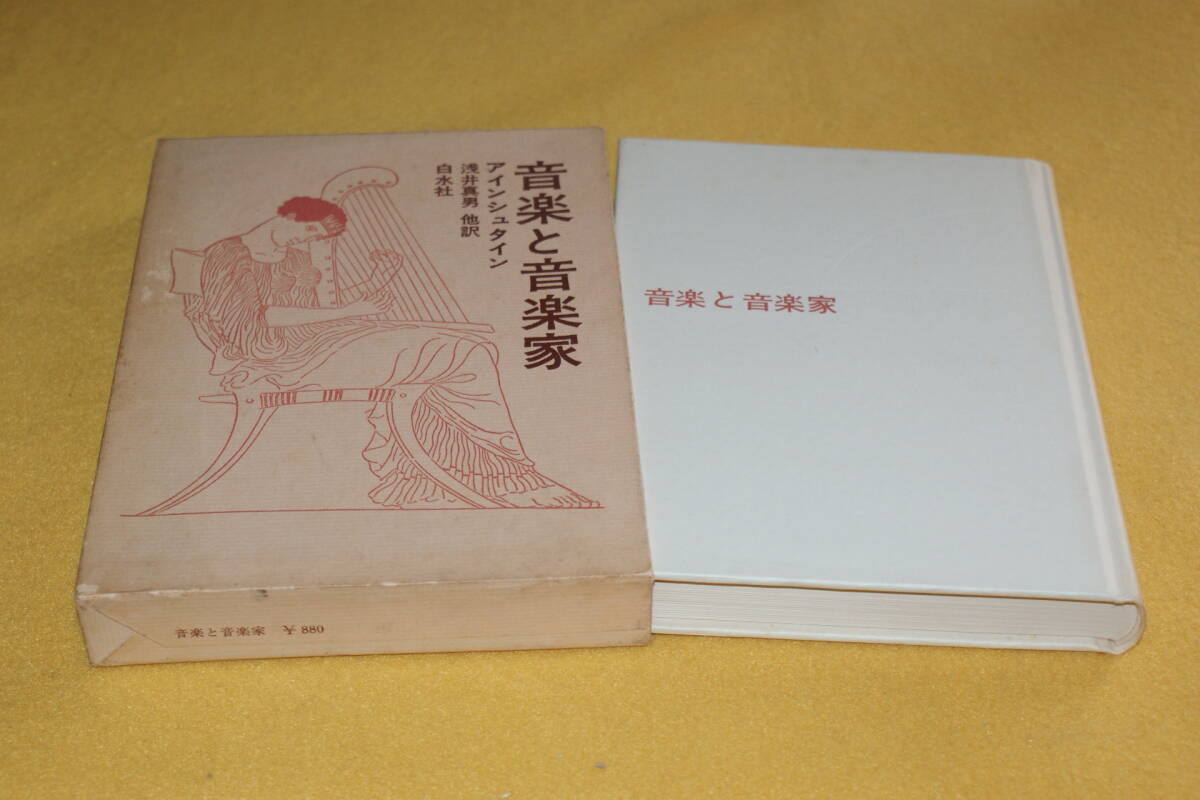 音楽と音楽家
アインシュタイン
浅井真男 他訳
白水社
音楽と音楽家 ¥ 880
音楽と音楽家